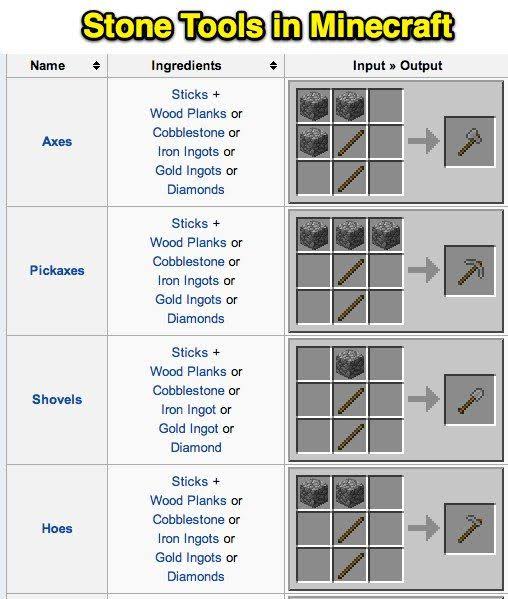 Stone Tools in Minecraft
Name Ingredients Input » Output
Axes
Sticks +
Wood Planks or
Cobblestone or
Iron Ingots or
Gold Ingots or
Diamonds
Pickaxes
Sticks +
Wood Planks or
Cobblestone or
Iron Ingots or
Gold Ingots or
Diamonds
Shovels
Sticks +
Wood Planks or
Cobblestone or
Iron Ingot or
Gold Ingot or
Diamond
Hoes
Sticks +
Wood Planks or
Cobblestone or
Iron Ingots or
Gold Ingots or
Diamonds